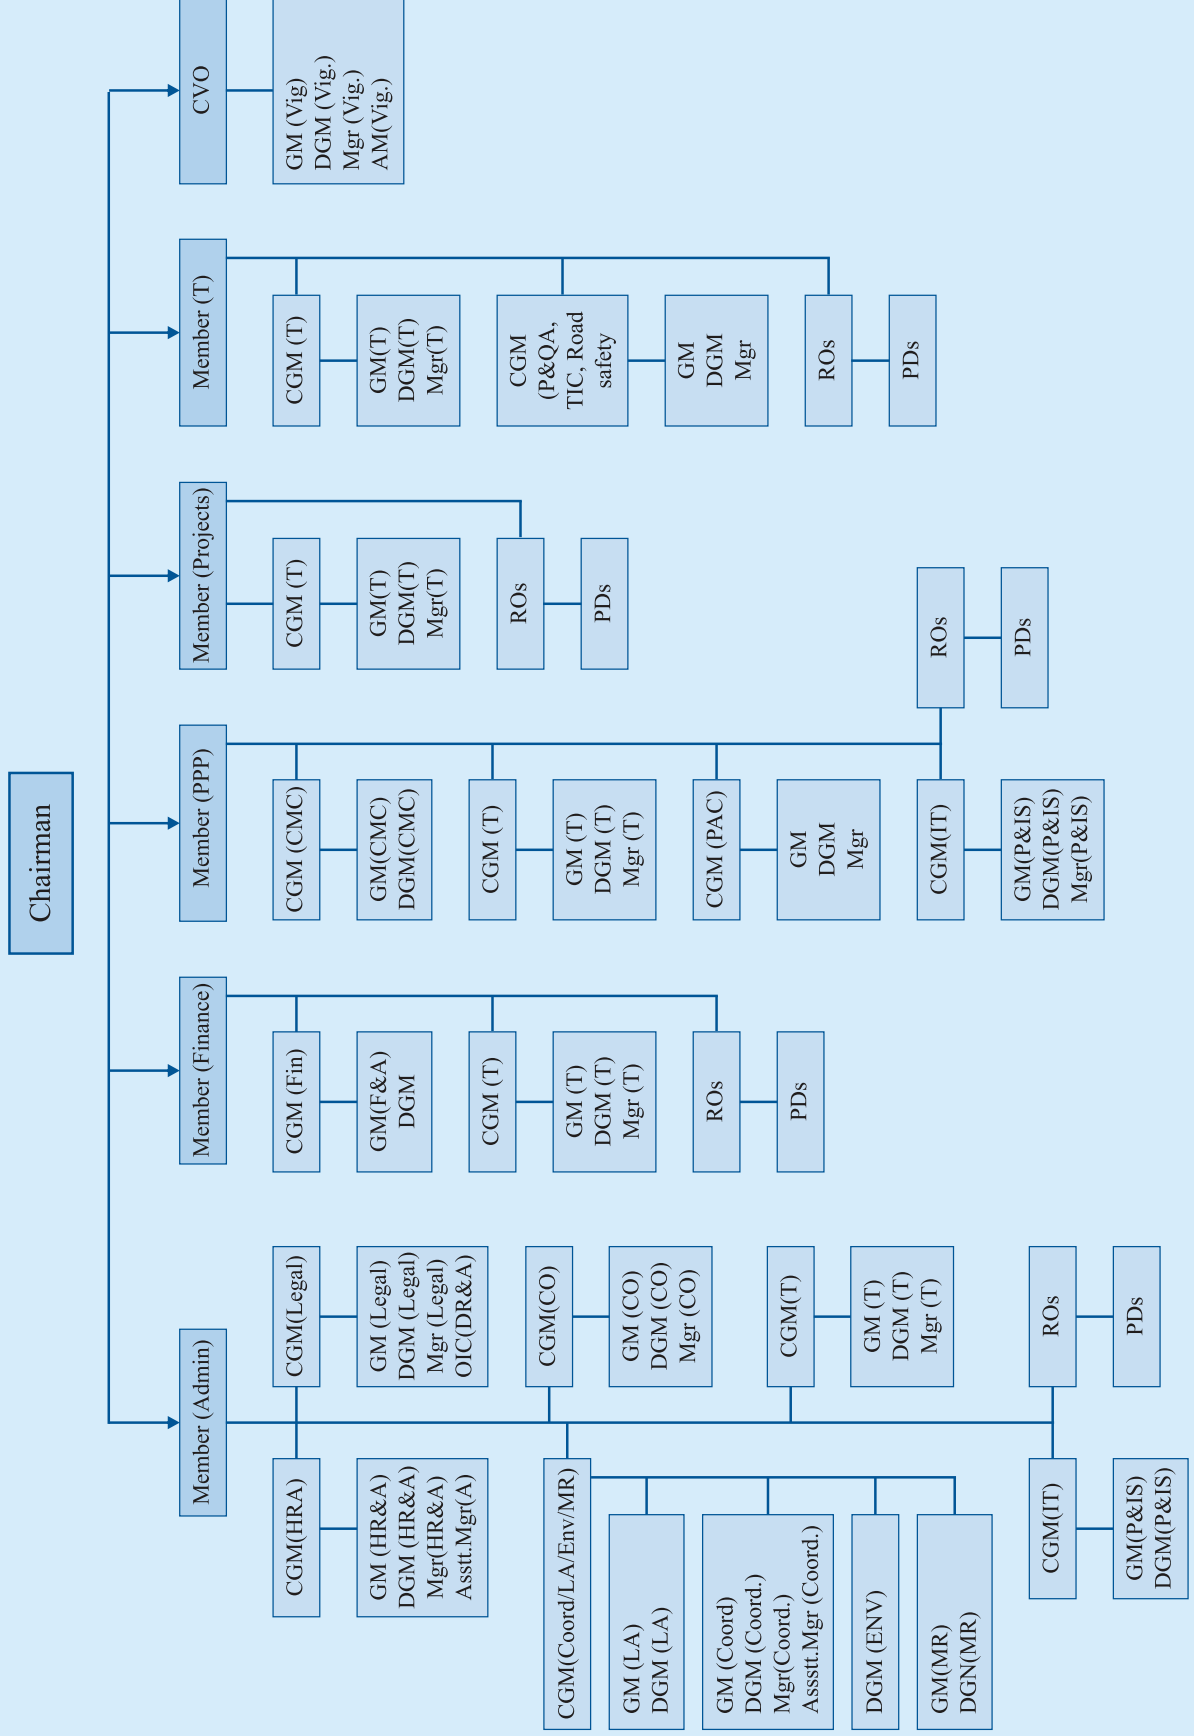 Chairman
Member (Admin)
CGM(HRA)
GM (HR&A)
DGM (HR&A)
Mgr(HR&A)
Asstt.Mgr(A)
CGM(Legal)
GM (Legal)
DGM (Legal)
Mgr (Legal)
OIC(DR&A)
CGM(Coord/LA/Env/MR)
GM (LA)
DGM (LA)
GM (Coord)
DGM (Coord.)
Mgr(Coord.)
Assstt.Mgr (Coord.)
DGM (ENV)
GM(MR)
DGN(MR)
CGM(CO)
GM (CO)
DGM (CO)
Mgr (CO)
CGM(T)
GM (T)
DGM (T)
Mgr (T)
CGM(IT)
GM(P&IS)
DGM(P&IS)
ROs
PDs
Member (Finance)
CGM (Fin)
GM(F&A)
DGM
CGM (T)
GM (T)
DGM (T)
Mgr (T)
ROs
PDs
Member (PPP)
CGM (CMC)
GM(CMC)
DGM(CMC)
CGM (T)
GM (T)
DGM (T)
Mgr (T)
CGM (PAC)
GM
DGM
Mgr
CGM(IT)
GM(P&IS)
DGM(P&IS)
Mgr(P&IS)
ROs
PDs
Member (Projects)
CGM (T)
GM(T)
DGM(T)
Mgr(T)
ROs
PDs
Member (T)
CGM (T)
GM(T)
DGM(T)
Mgr(T)
CGM
(P&QA,
TIC, Road
safety
GM
DGM
Mgr
ROs
PDs
CVO
GM (Vig)
DGM (Vig.)
Mgr (Vig.)
AM(Vig.)